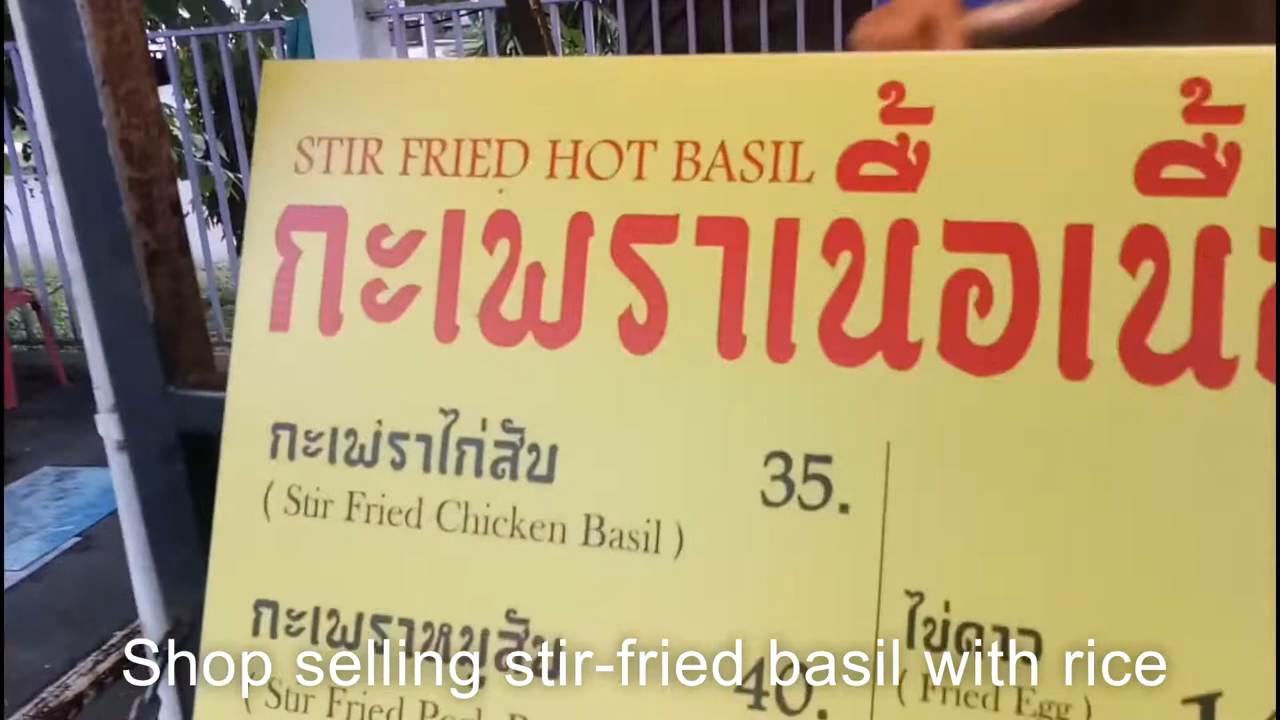 STIR FRIED HOT BASIL
กะเพราเนื้อเนื้อ
กะเพราไก่สับ 35.
( Stir Fried Chicken Basil )
กะเพราหมูสับ 40.
( Stir Fried Pork
ไข่ดาว
( Fried Egg )
Shop selling stir-fried basil with rice